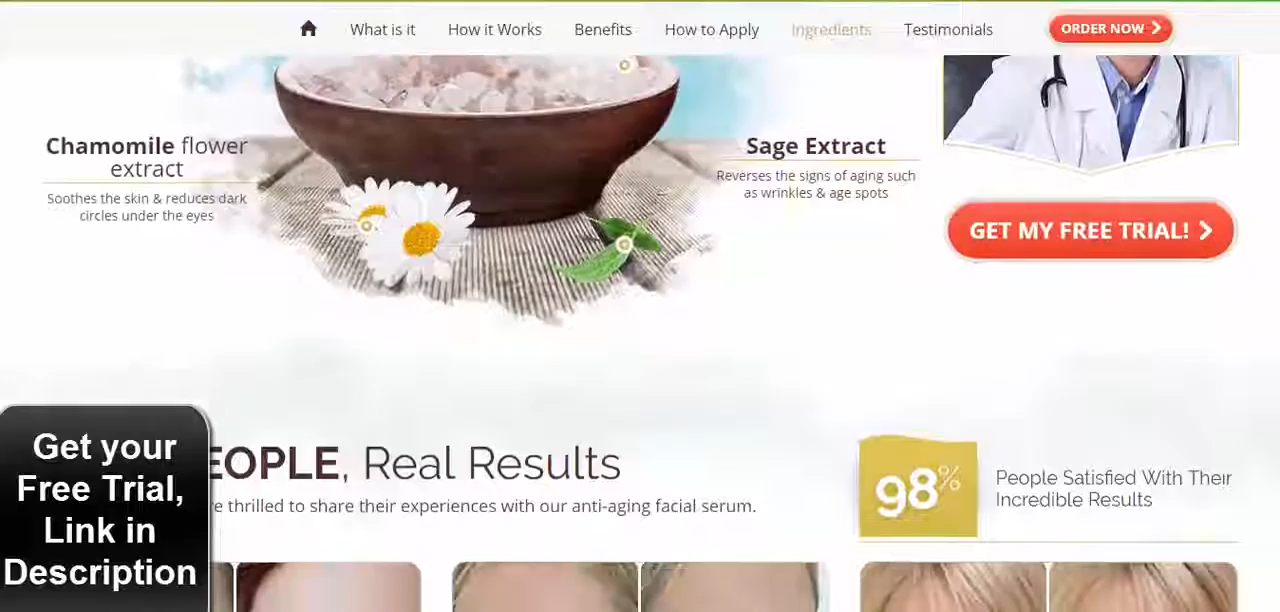 What is it How it Works Benefits How to Apply Ingredients Testimonials ORDER NOW
Chamomile flower
extract
Soothes the skin & reduces dark
circles under the eyes
Sage Extract
Reverses the signs of aging such
as wrinkles & age spots
GET MY FREE TRIAL!
EOPLE, Real Results
re thrilled to share their experiences with our anti-aging facial serum.
98%
People Satisfied With Their
Incredible Results
Get your
Free Trial,
Link in
Description